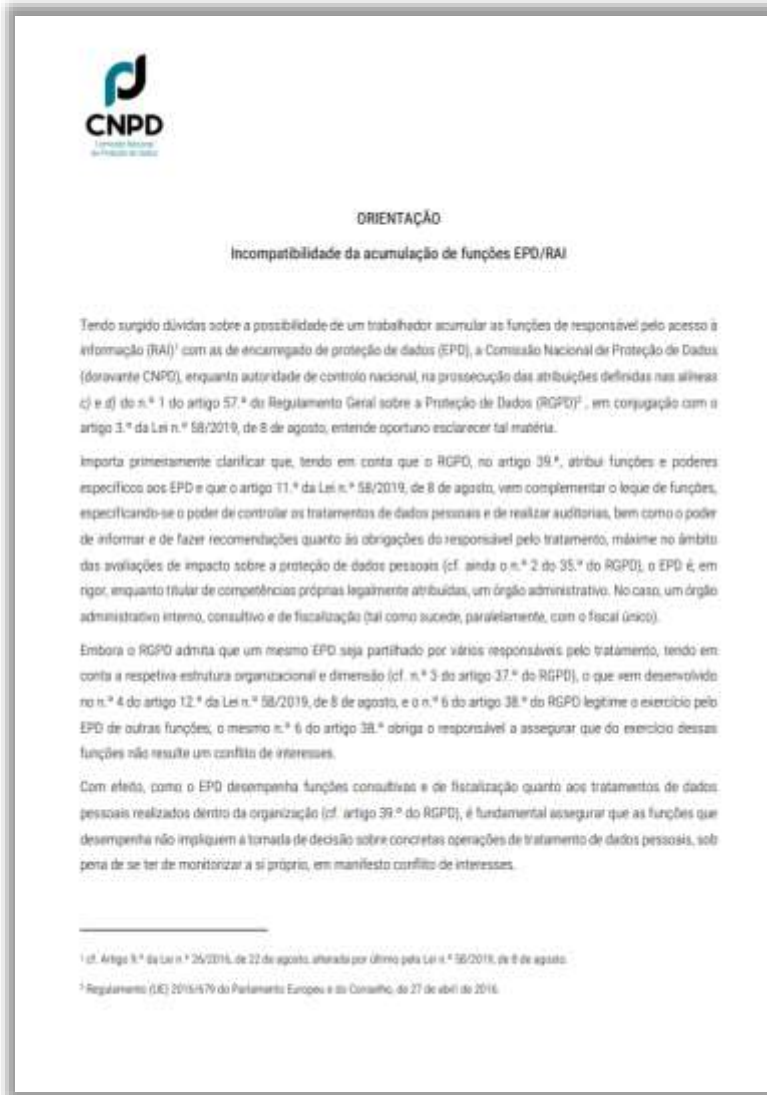 CNPD
Comissão Nacional
de Proteção de Dados
ORIENTAÇÃO
Incompatibilidade da acumulação de funções EPD/RAI
Tendo surgido dúvidas sobre a possibilidade de um trabalhador acumular as funções de responsável pelo acesso à
informação (RAI)¹ com as de encarregado de proteção de dados (EPD), a Comissão Nacional de Proteção de Dados
(doravante CNPD), enquanto autoridade de controlo nacional, na prossecução das atribuições definidas nas alíneas
c) e d) do n.º 1 do artigo 57.º do Regulamento Geral sobre a Proteção de Dados (RGPD)² , em conjugação com o
artigo 3.º da Lei n.º 58/2019, de 8 de agosto, entende oportuno esclarecer tal matéria.
Importa primeiramente clarificar que, tendo em conta que o RGPD, no artigo 39.º, atribui funções e poderes
específicos aos EPD e que o artigo 11.º da Lei n.º 58/2019, de 8 de agosto, vem complementar o leque de funções,
especificando-se o poder de controlar os tratamentos de dados pessoais e de realizar auditorias, bem como o poder
de informar e de fazer recomendações quanto às obrigações do responsável pelo tratamento, máxime no âmbito
das avaliações de impacto sobre a proteção de dados pessoais (cf. ainda o n.º 2 do 35.º do RGPD), o EPD é, em
rigor, enquanto titular de competências próprias legalmente atribuídas, um órgão administrativo. No caso, um órgão
administrativo interno, consultivo e de fiscalização (tal como sucede, paralelamente, com o fiscal único).
Embora o RGPD admita que um mesmo EPD seja partilhado por vários responsáveis pelo tratamento, tendo em
conta a respetiva estrutura organizacional e dimensão (cf. n.º 3 do artigo 37.º do RGPD), o que vem desenvolvido
no n.º 4 do artigo 12.º da Lei n.º 58/2019, de 8 de agosto, e o n.º 6 do artigo 38.º do RGPD legitime o exercício pelo
EPD de outras funções, o mesmo n.º 6 do artigo 38.º obriga o responsável a assegurar que do exercício dessas
funções não resulte um conflito de interesses.
Com efeito, como o EPD desempenha funções consultivas e de fiscalização quanto aos tratamentos de dados
pessoais realizados dentro da organização (cf. artigo 39.º do RGPD), é fundamental assegurar que as funções que
desempenha não impliquem a tomada de decisão sobre concretas operações de tratamento de dados pessoais, sob
pena de se ter de monitorizar a si próprio, em manifesto conflito de interesses.
¹ cf. Artigo 9.º da Lei n.º 26/2016, de 22 de agosto, alterada por último pela Lei n.º 58/2019, de 8 de agosto.
² Regulamento (UE) 2016/679 do Parlamento Europeu e do Conselho, de 27 de abril de 2016.